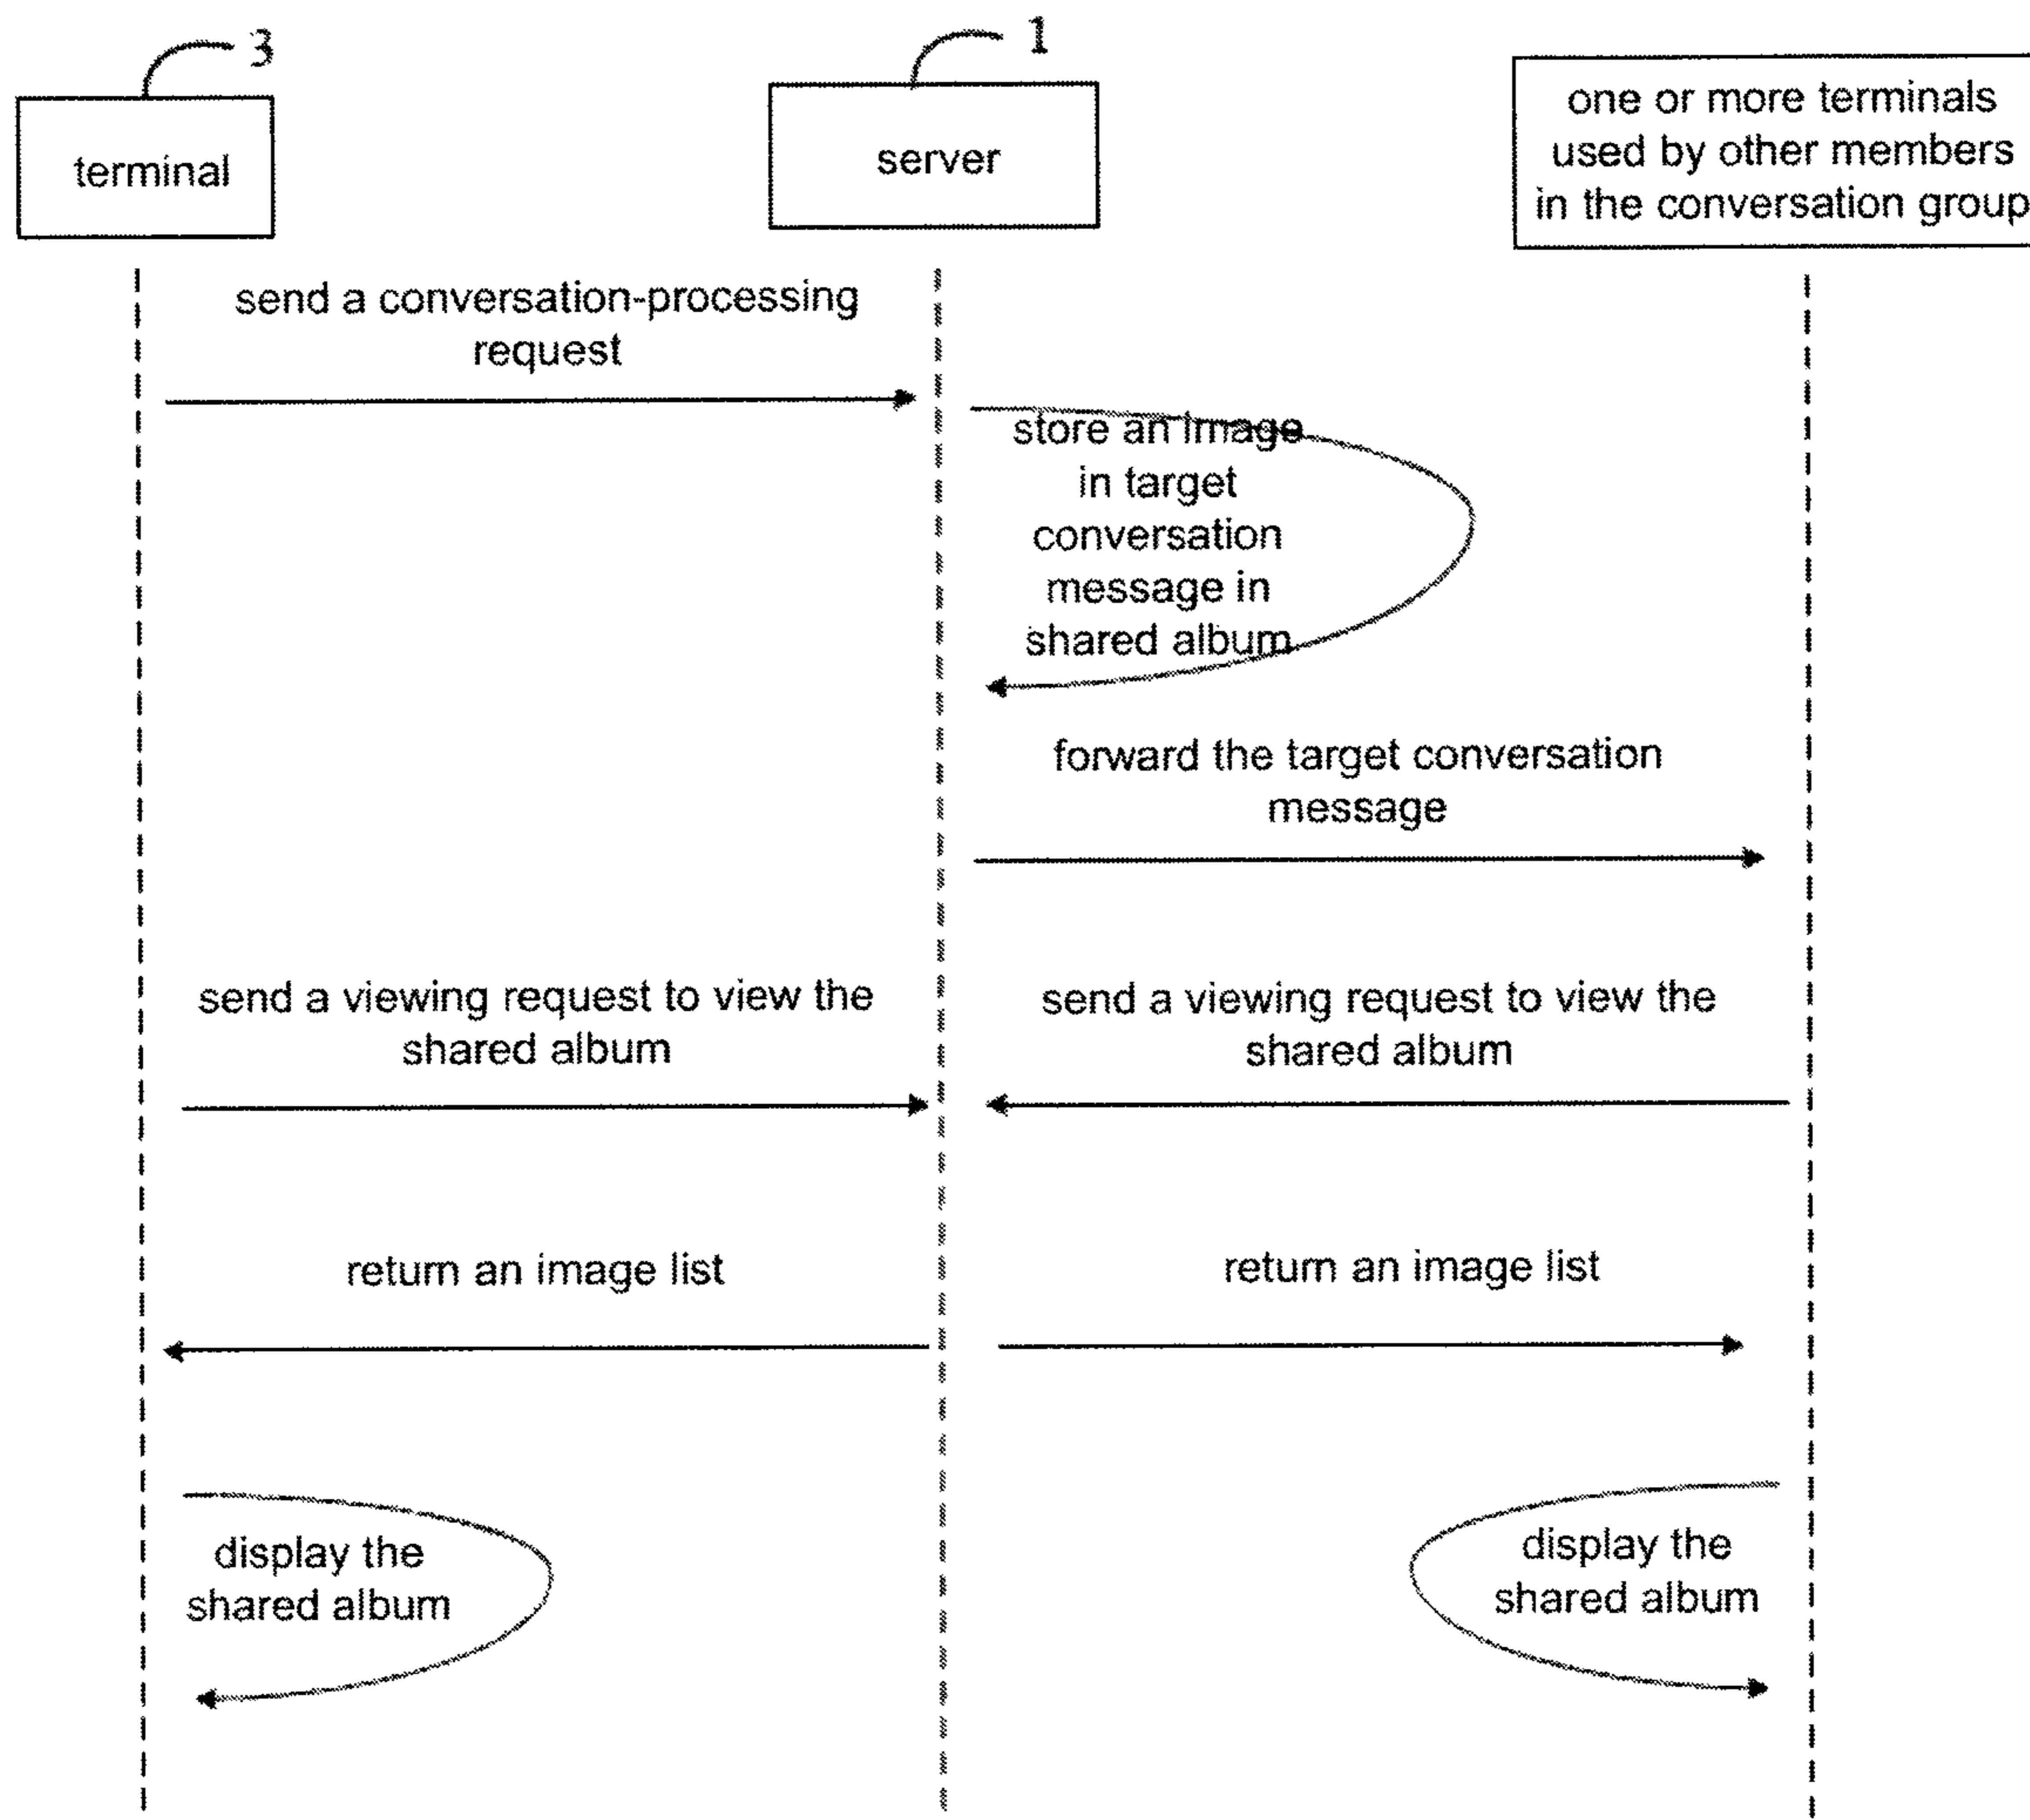 3
1
terminal
server
one or more terminals
used by other members
in the conversation group
send a conversation-processing
request
store an image
in target
conversation
message in
shared album
forward the target conversation
message
send a viewing request to view the
shared album
send a viewing request to view the
shared album
return an image list
return an image list
display the
shared album
display the
shared album